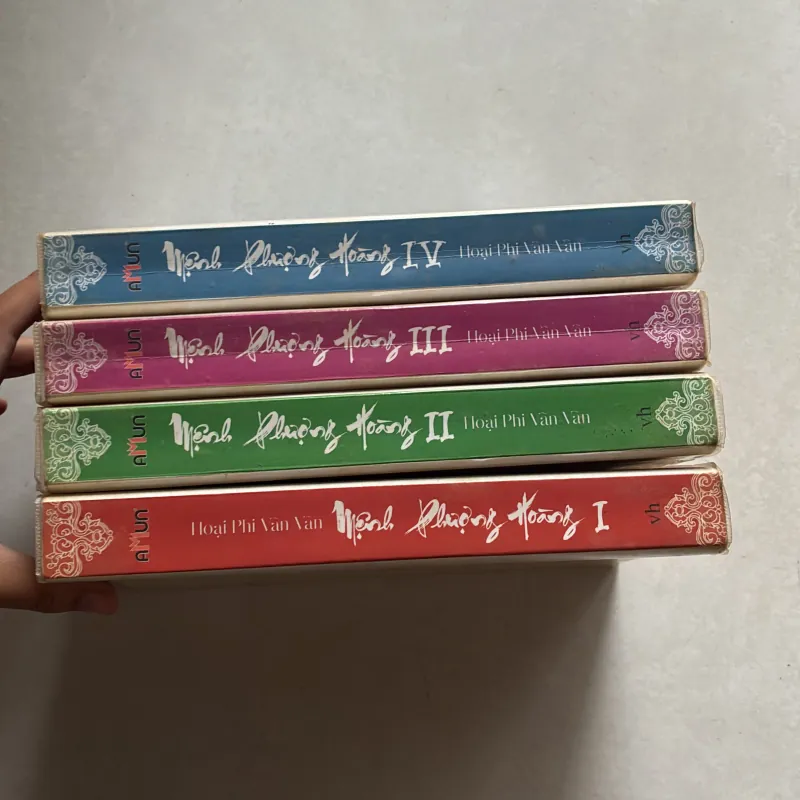 AMUN Mệnh Phượng Hoàng IV Hoại Phi Vãn Vãn vh
AMUN Mệnh Phượng Hoàng III Hoại Phi Vãn Vãn vh
AMUN Mệnh Phượng Hoàng II Hoại Phi Vãn Vãn vh
AMUN Hoại Phi Vãn Vãn Mệnh Phượng Hoàng I vh